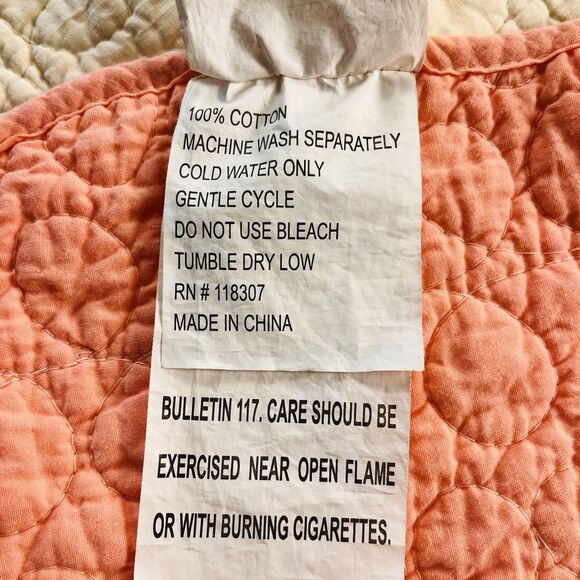 100% COTTON
MACHINE WASH SEPARATELY
COLD WATER ONLY
GENTLE CYCLE
DO NOT USE BLEACH
TUMBLE DRY LOW
RN # 118307
MADE IN CHINA
BULLETIN 117. CARE SHOULD BE
EXERCISED NEAR OPEN FLAME
OR WITH BURNING CIGARETTES.